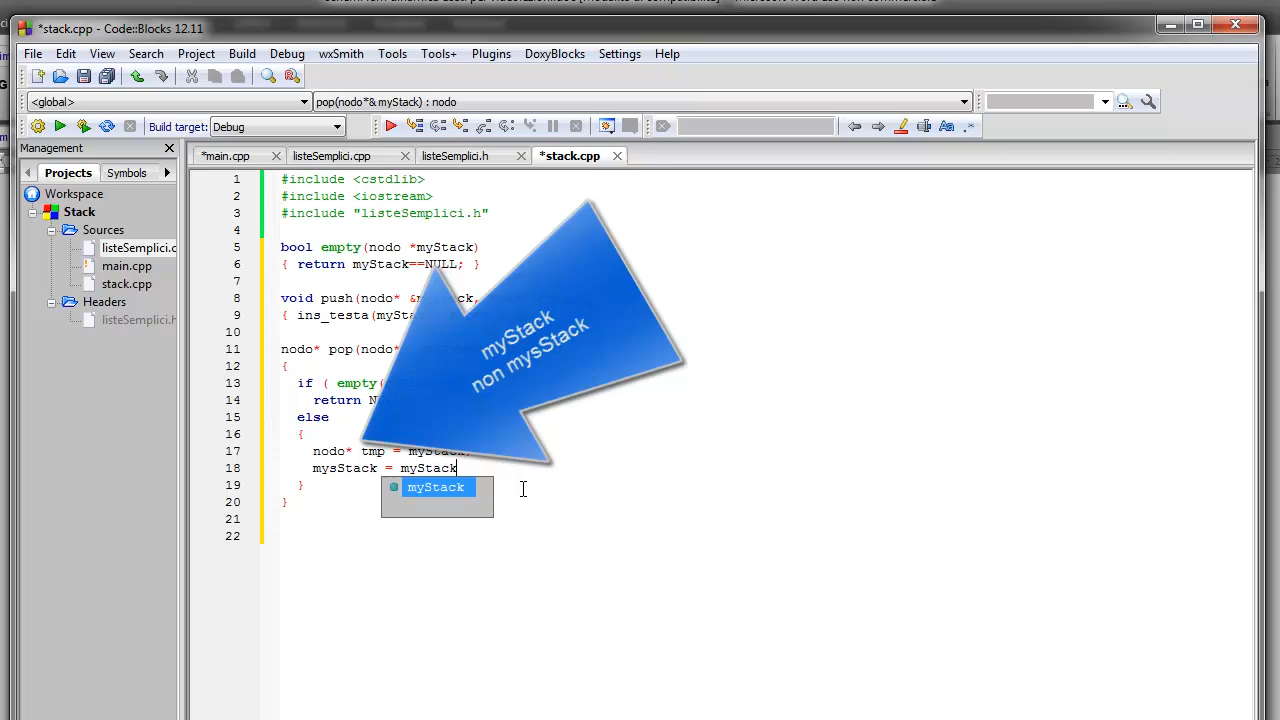 *stack.cpp - Code::Blocks 12.11
File Edit View Search Project Build Debug wxSmith Tools Tools+ Plugins DoxyBlocks Settings Help
<global> pop(nodo*& myStack) : nodo
Build target: Debug
Management
*main.cpp listeSemplici.cpp listeSemplici.h *stack.cpp
Projects Symbols
Workspace
Stack
Sources
listeSemplici.c
main.cpp
stack.cpp
Headers
listeSemplici.h
1 #include <cstdlib>
2 #include <iostream>
3 #include "listeSemplici.h"
4
5 bool empty(nodo *myStack)
6 { return myStack==NULL; }
7
8 void push(nodo* &
9 { ins_testa(
10
11 nodo* pop(nodo*
12 {
13 if ( empty(
14 return
15 else
16 {
17 nodo* tmp = myStack;
18 mysStack = myStack
19 }
20 }
21
22
myStack
myStack
non mysStack